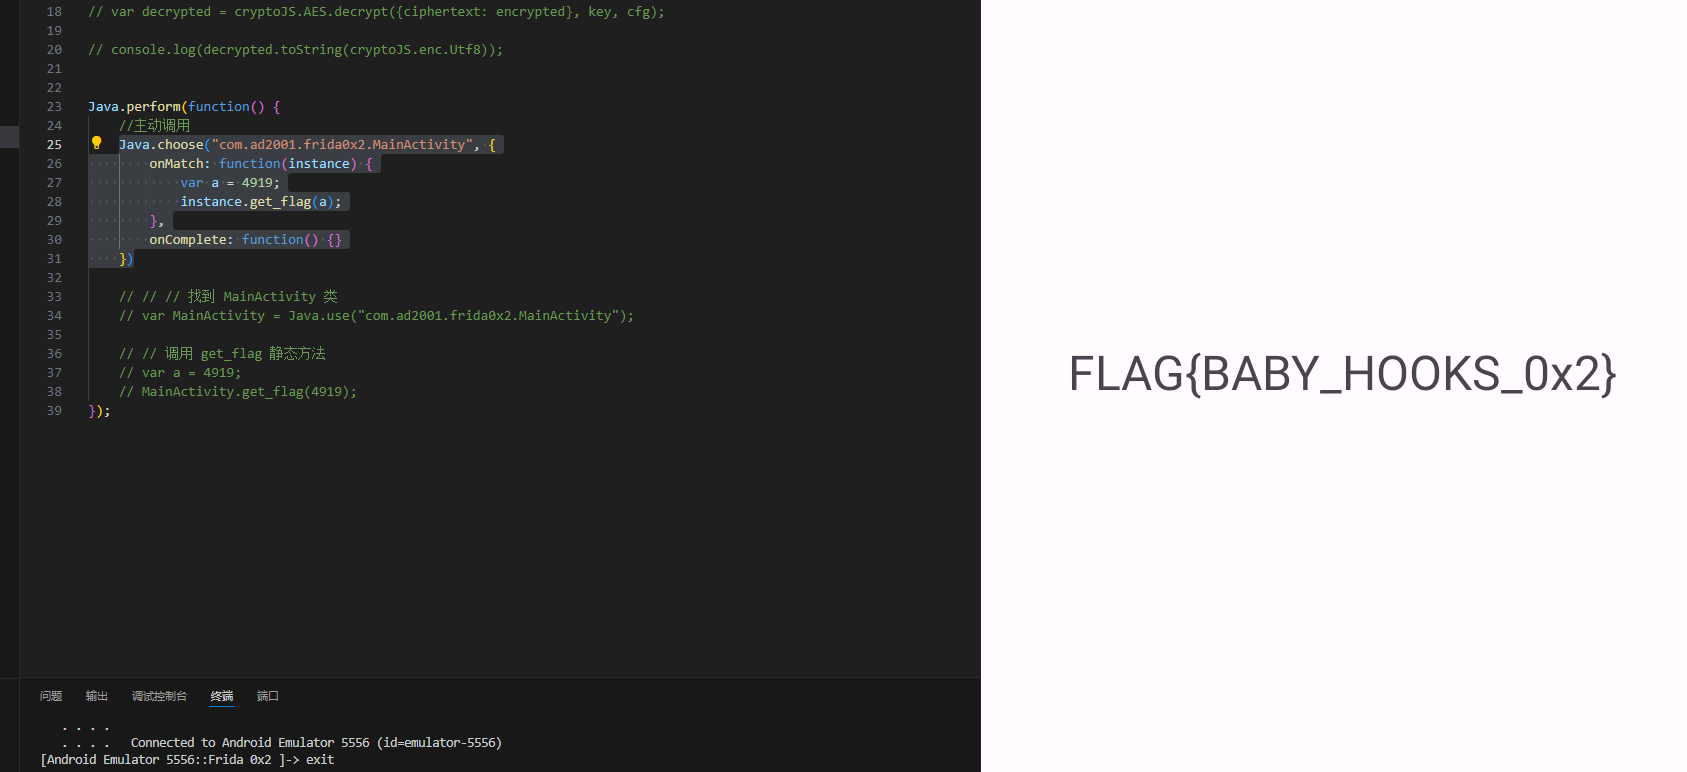 18 // var decrypted = cryptoJS.AES.decrypt({ciphertext: encrypted}, key, cfg);
19
20 // console.log(decrypted.toString(cryptoJS.enc.Utf8));
21
22
23 Java.perform(function() {
24 //主动调用
25 Java.choose("com.ad2001.frida0x2.MainActivity", {
26 onMatch: function(instance) {
27 var a = 4919;
28 instance.get_flag(a);
29 },
30 onComplete: function() {}
31 })
32
33 // // // 找到 MainActivity 类
34 // var MainActivity = Java.use("com.ad2001.frida0x2.MainActivity");
35
36 // // 调用 get_flag 静态方法
37 // var a = 4919;
38 // MainActivity.get_flag(4919);
39 });
问题 输出 调试控制台 终端 端口
. . . .
. . . . Connected to Android Emulator 5556 (id=emulator-5556)
[Android Emulator 5556::Frida 0x2 ]-> exit
FLAG{BABY_HOOKS_0x2}